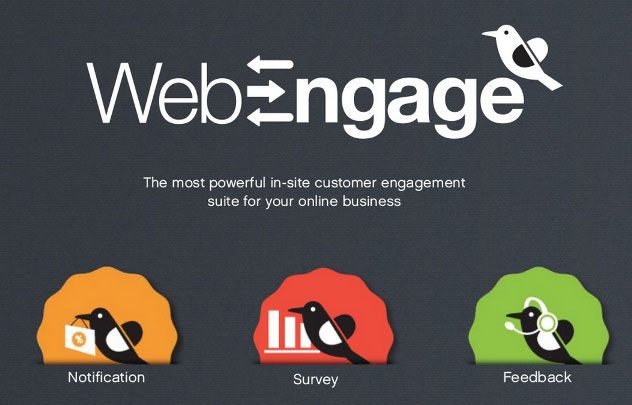 WebEngage
The most powerful in-site customer engagement
suite for your online business
%
Notification
Survey
Feedback